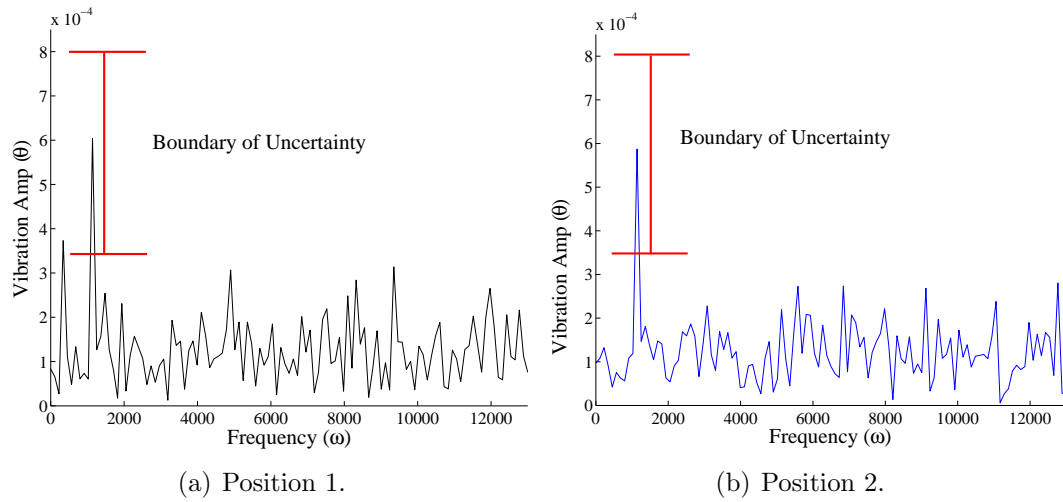 x 10⁻⁴
8
7
6
5
4
3
2
1
0
0 2000 4000 6000 8000 10000 12000
Vibration Amp (θ)
Frequency (ω)
Boundary of Uncertainty
(a) Position 1.
x 10⁻⁴
8
7
6
5
4
3
2
1
0
0 2000 4000 6000 8000 10000 12000
Vibration Amp (θ)
Frequency (ω)
Boundary of Uncertainty
(b) Position 2.